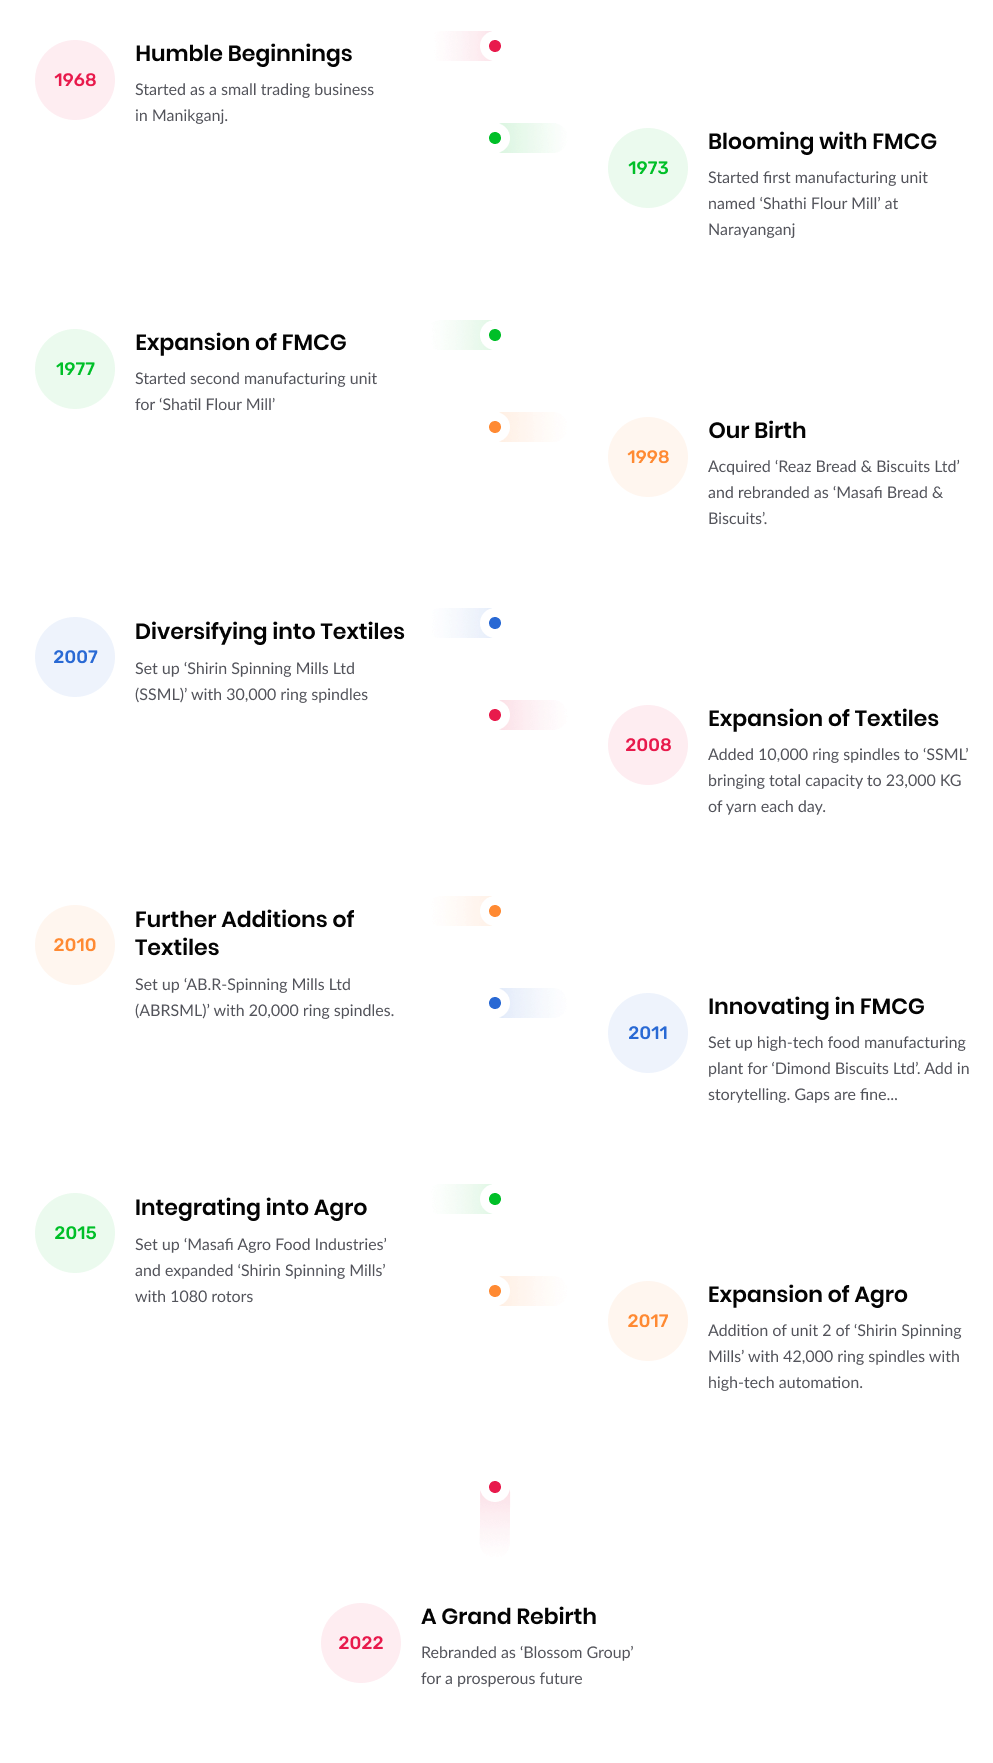 1968
Humble Beginnings
Started as a small trading business
in Manikganj.
1973
Blooming with FMCG
Started first manufacturing unit
named ‘Shathi Flour Mill’ at
Narayanganj
1977
Expansion of FMCG
Started second manufacturing unit
for ‘Shatil Flour Mill’
1998
Our Birth
Acquired ‘Reaz Bread & Biscuits Ltd’
and rebranded as ‘Masafi Bread &
Biscuits’.
2007
Diversifying into Textiles
Set up ‘Shirin Spinning Mills Ltd
(SSML)’ with 30,000 ring spindles
2008
Expansion of Textiles
Added 10,000 ring spindles to ‘SSML’
bringing total capacity to 23,000 KG
of yarn each day.
2010
Further Additions of
Textiles
Set up ‘AB.R-Spinning Mills Ltd
(ABRSML)’ with 20,000 ring spindles.
2011
Innovating in FMCG
Set up high-tech food manufacturing
plant for ‘Dimond Biscuits Ltd’. Add in
storytelling. Gaps are fine...
2015
Integrating into Agro
Set up ‘Masafi Agro Food Industries’
and expanded ‘Shirin Spinning Mills’
with 1080 rotors
2017
Expansion of Agro
Addition of unit 2 of ‘Shirin Spinning
Mills’ with 42,000 ring spindles with
high-tech automation.
2022
A Grand Rebirth
Rebranded as ‘Blossom Group’
for a prosperous future